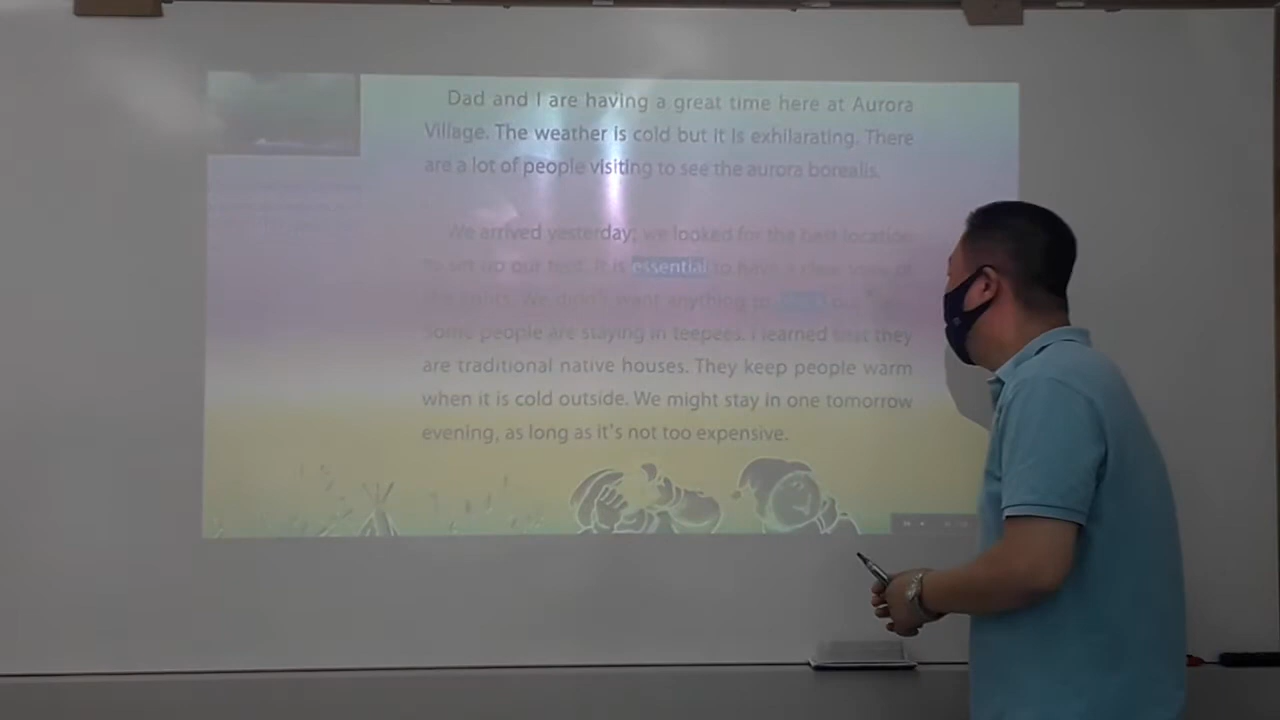 Dad and I are having a great time here at Aurora
Village. The weather is cold but it is exhilarating. There
are a lot of people visiting to see the aurora borealis.
We arrived yesterday; we looked for the best location
to set up our tent. It is essential to have a clear view of
the lights. We didn't want anything to
Some people are staying in teepees. I learned that they
are traditional native houses. They keep people warm
when it is cold outside. We might stay in one tomorrow
evening, as long as it's not too expensive.